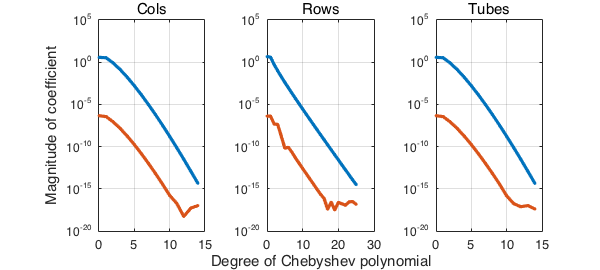 Cols Rows Tubes
Magnitude of coefficient
10^5 10^5 10^5
10^0 10^0 10^0
10^-5 10^-5 10^-5
10^-10 10^-10 10^-10
10^-15 10^-15 10^-15
10^-20 10^-20 10^-20
0 5 10 15 0 10 20 30 0 5 10 15
Degree of Chebyshev polynomial